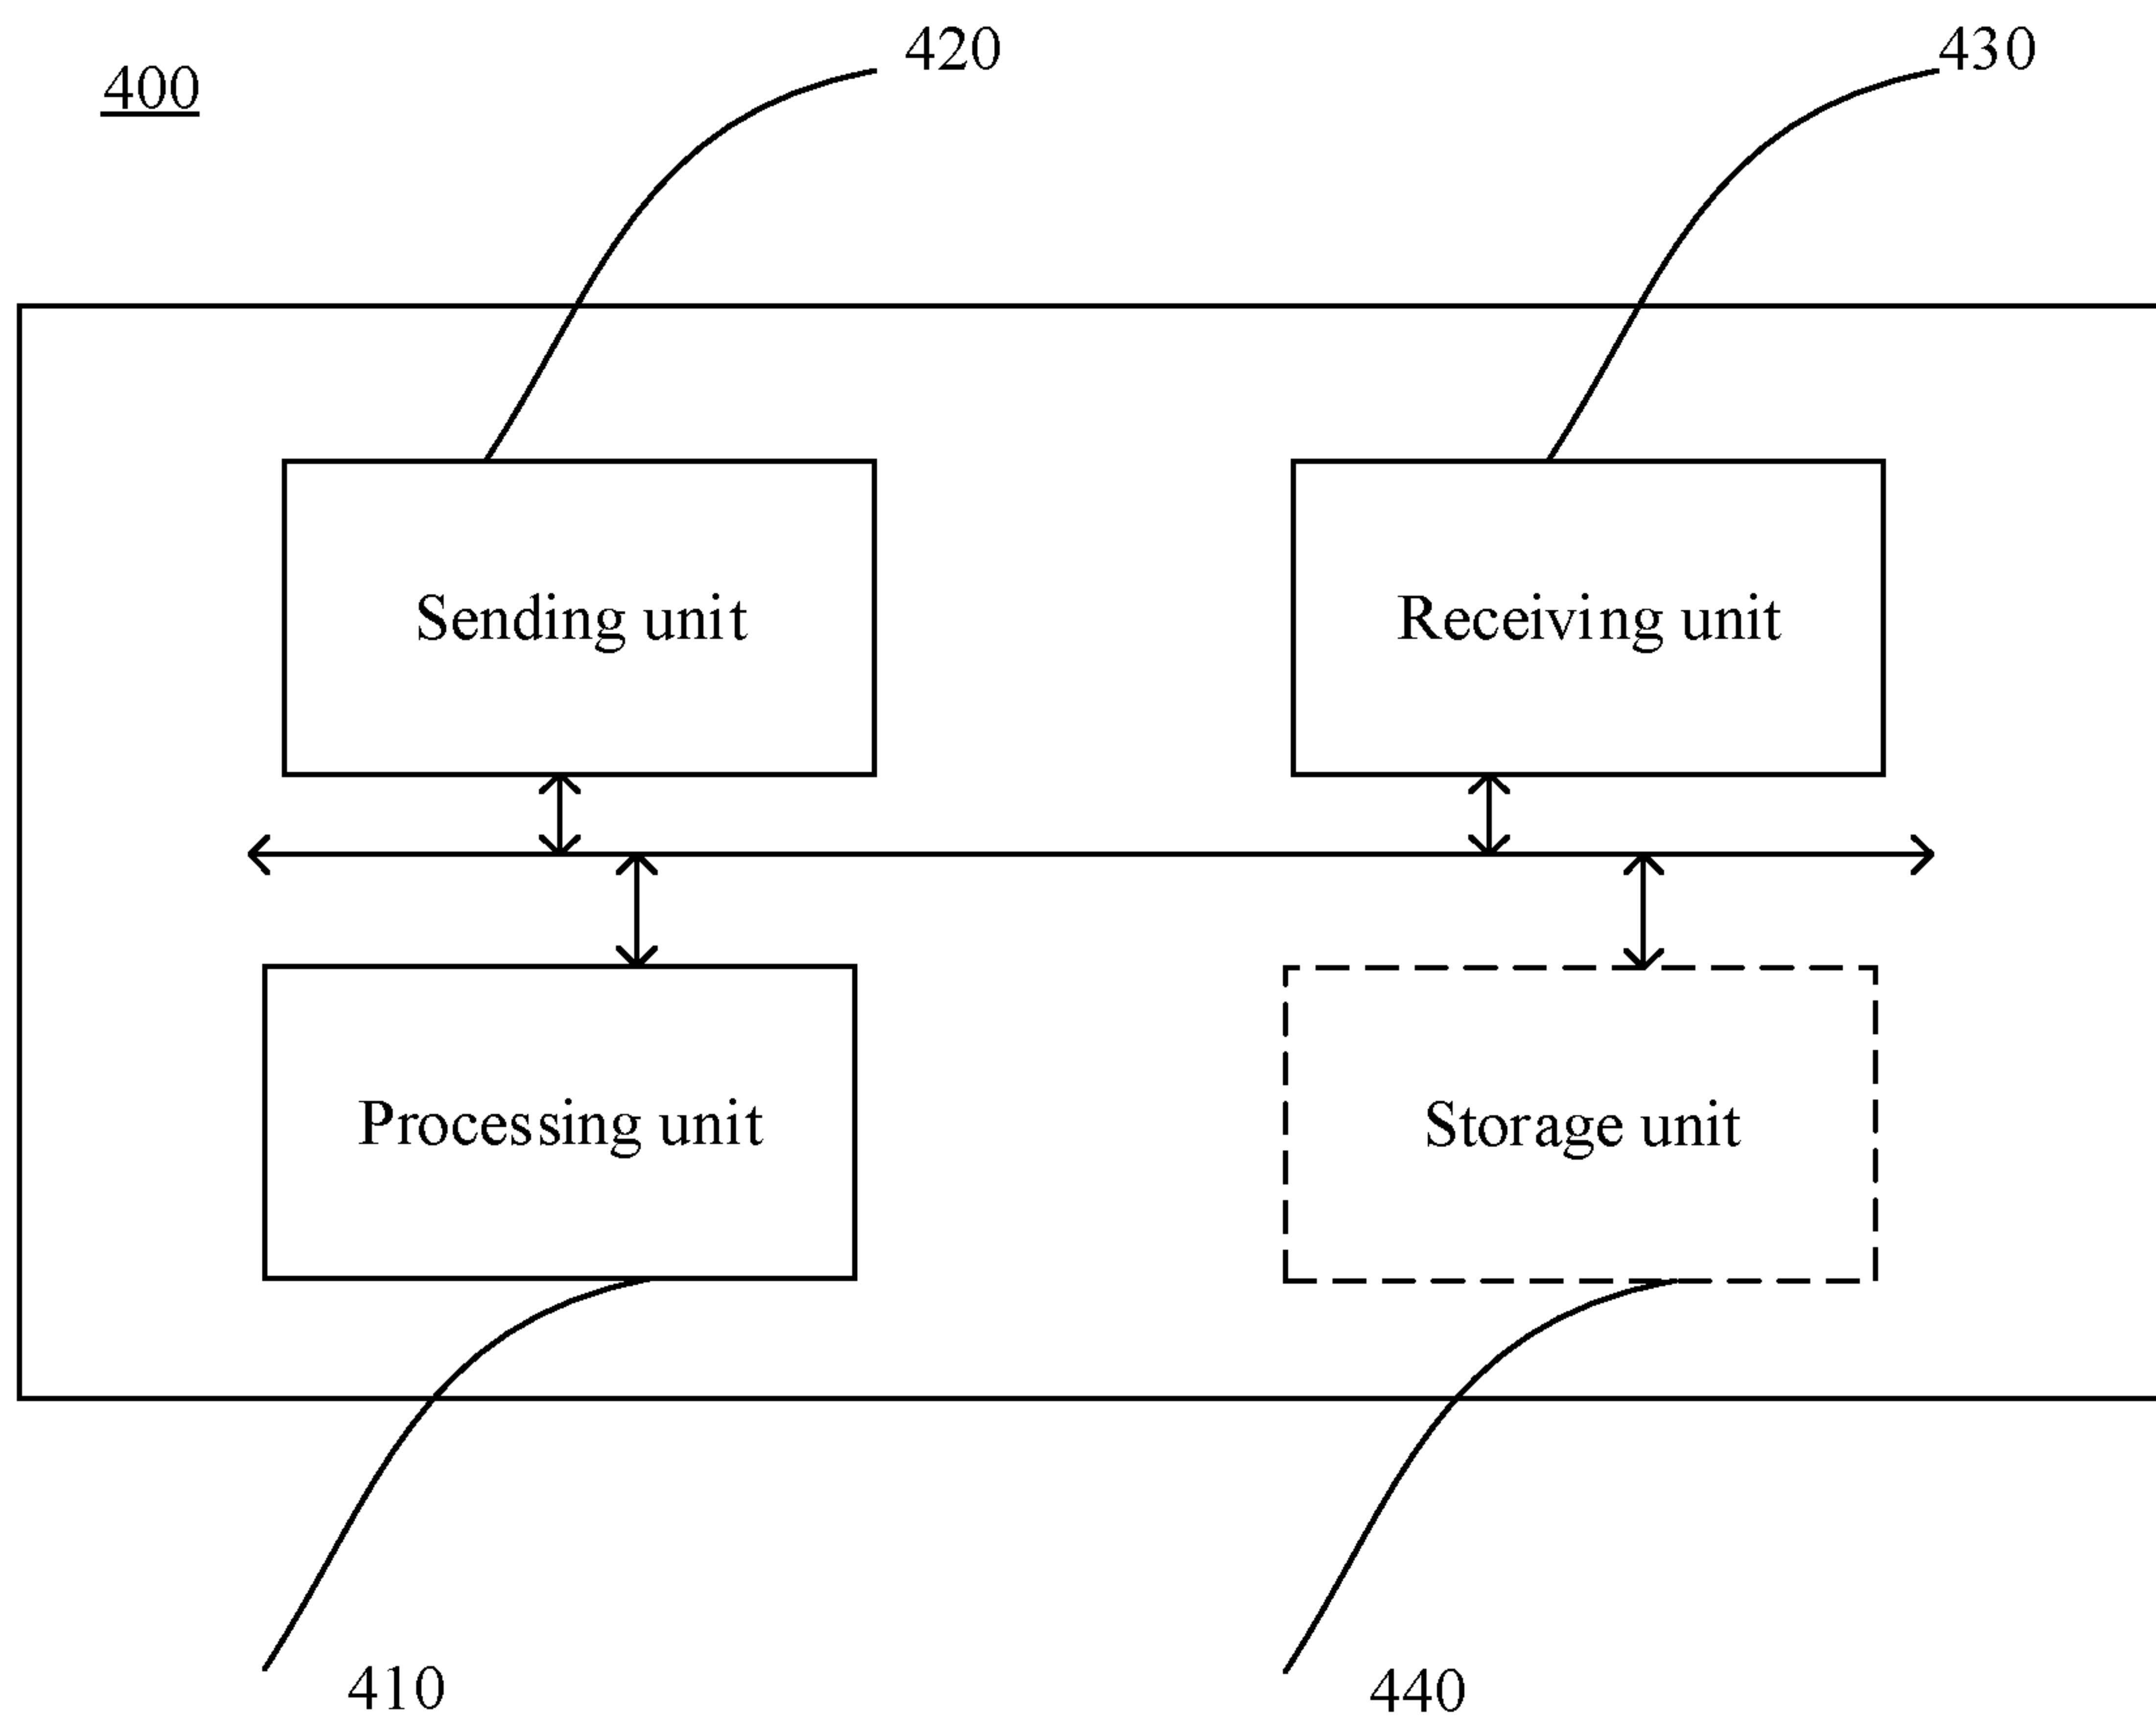 400
420
430
Sending unit
Receiving unit
Processing unit
Storage unit
410
440